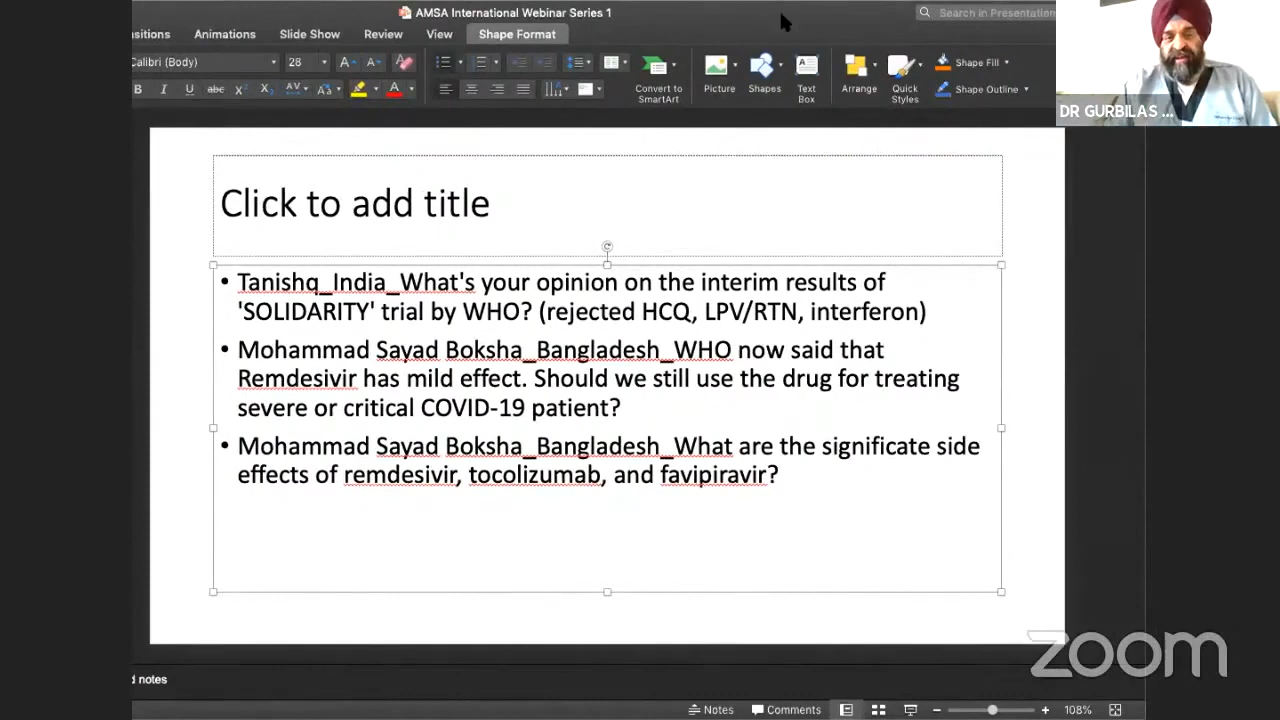 AMSA International Webinar Series 1
Search in Presentation
Animations
Slide Show
Review
View
Shape Format
Calibri (Body)
28
Convert to
SmartArt
Picture
Shapes
Text
Box
Arrange
Quick
Styles
Shape Fill
Shape Outline
DR GURBILAS ...
Click to add title
• Tanishq_India_What's your opinion on the interim results of
'SOLIDARITY' trial by WHO? (rejected HCQ, LPV/RTN, interferon)
• Mohammad Sayad Boksha_Bangladesh_WHO now said that
Remdesivir has mild effect. Should we still use the drug for treating
severe or critical COVID-19 patient?
• Mohammad Sayad Boksha_Bangladesh_What are the significate side
effects of remdesivir, tocolizumab, and favipiravir?
zoom
d notes
Notes
Comments
108%